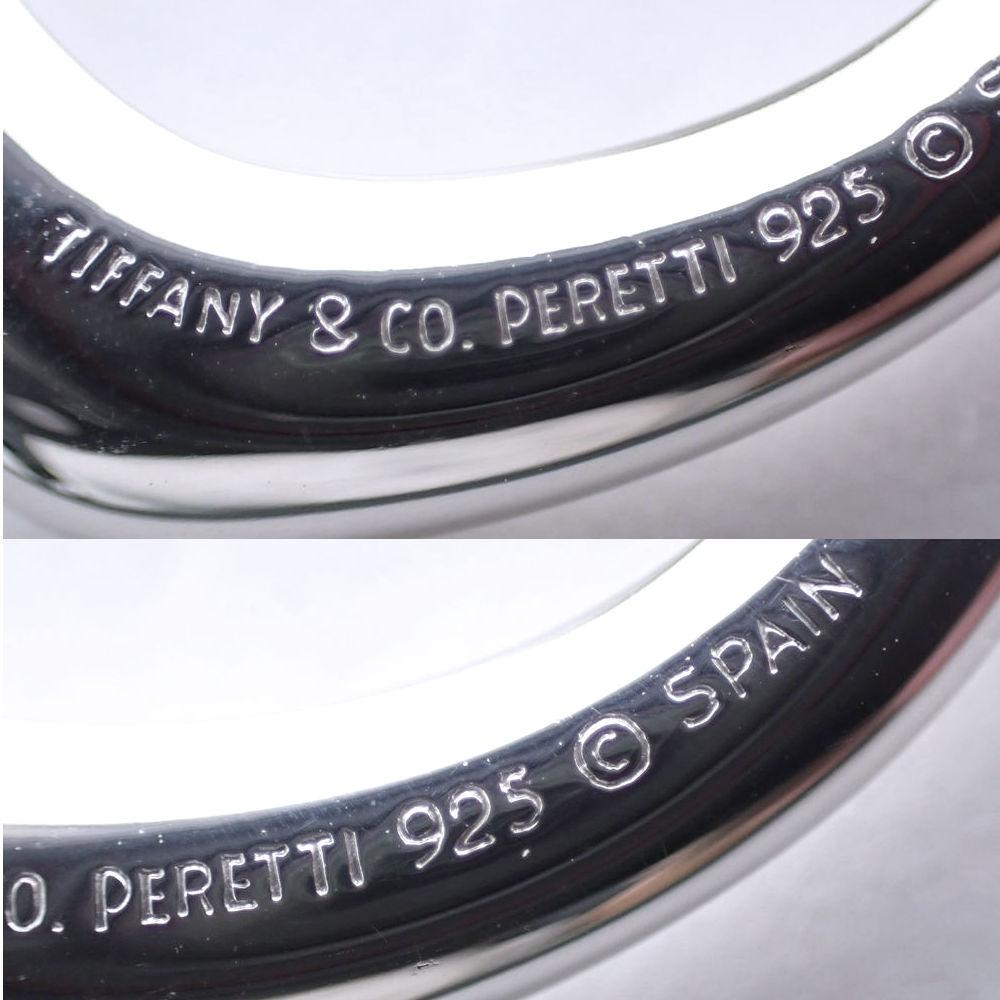 TIFFANY & CO. PERETTI 925 ©
O. PERETTI 925 © SPAIN